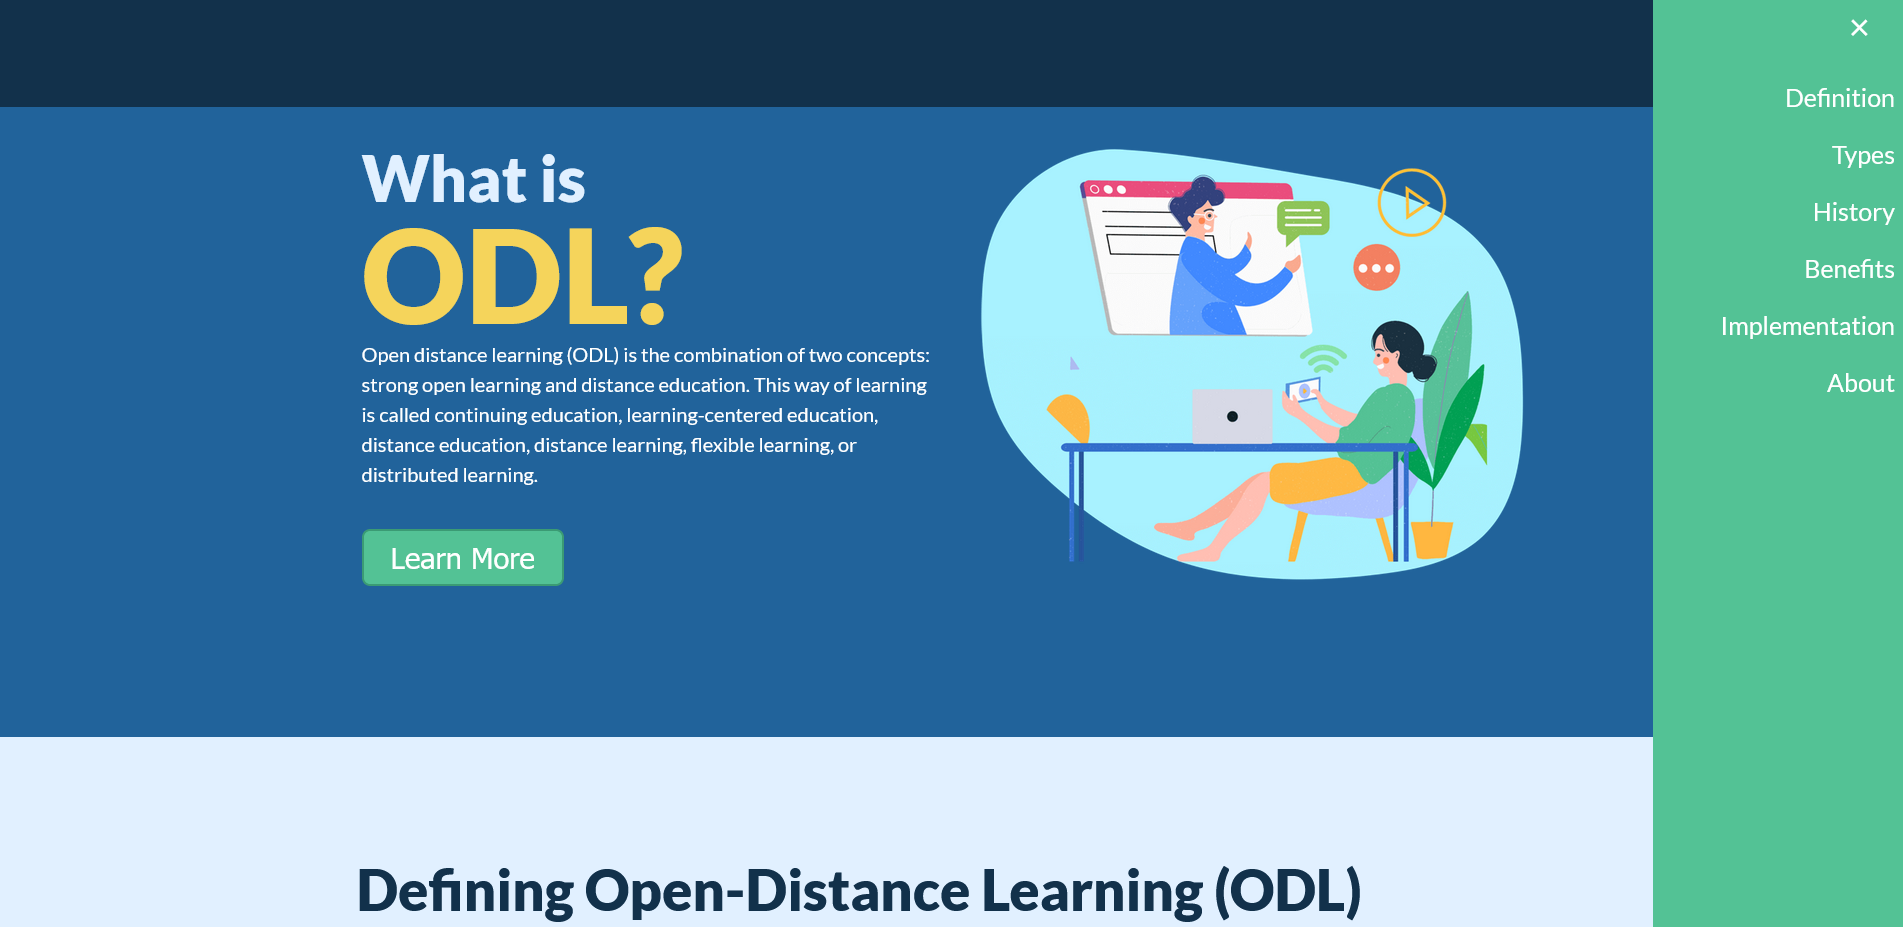 What is
ODL?
Open distance learning (ODL) is the combination of two concepts:
strong open learning and distance education. This way of learning
is called continuing education, learning-centered education,
distance education, distance learning, flexible learning, or
distributed learning.
Learn More
Defining Open-Distance Learning (ODL)
×
Definition
Types
History
Benefits
Implementation
About